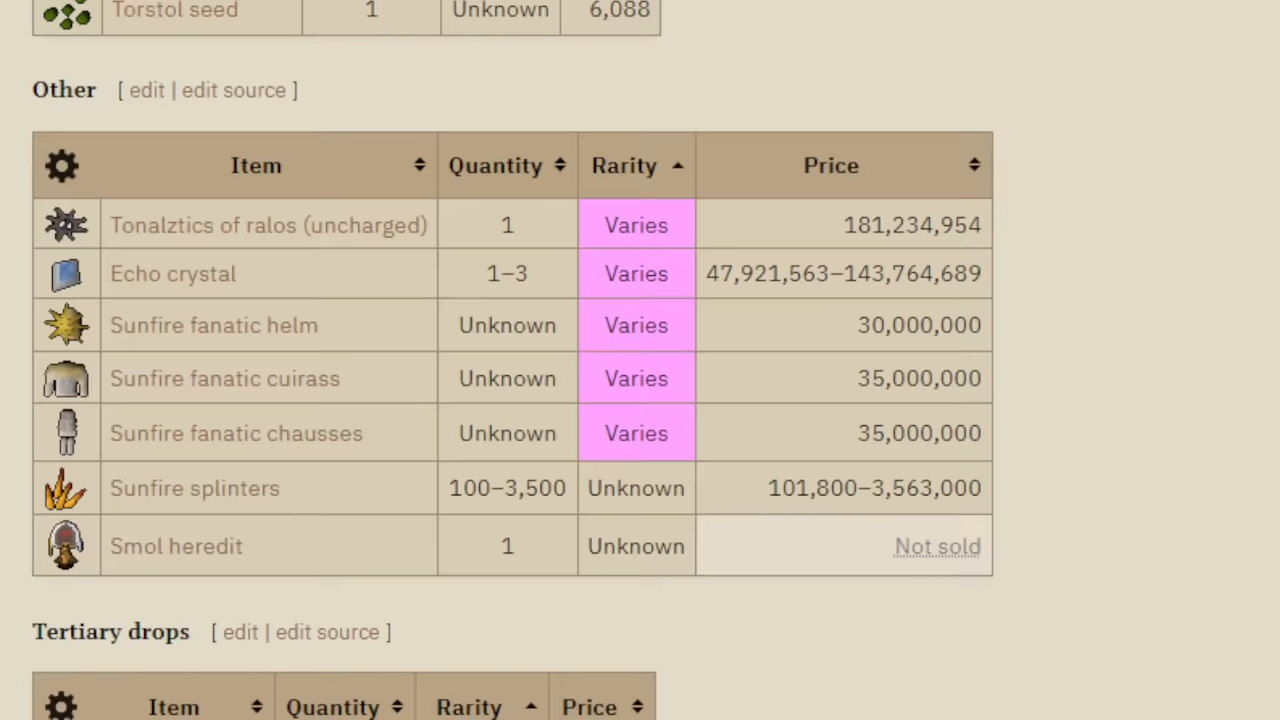 Torstol seed 1 Unknown 6,088
Other [ edit | edit source ]
Item Quantity Rarity Price
Tonalztics of ralos (uncharged) 1 Varies 181,234,954
Echo crystal 1–3 Varies 47,921,563–143,764,689
Sunfire fanatic helm Unknown Varies 30,000,000
Sunfire fanatic cuirass Unknown Varies 35,000,000
Sunfire fanatic chausses Unknown Varies 35,000,000
Sunfire splinters 100–3,500 Unknown 101,800–3,563,000
Smol heredit 1 Unknown Not sold
Tertiary drops [ edit | edit source ]
Item Quantity Rarity Price